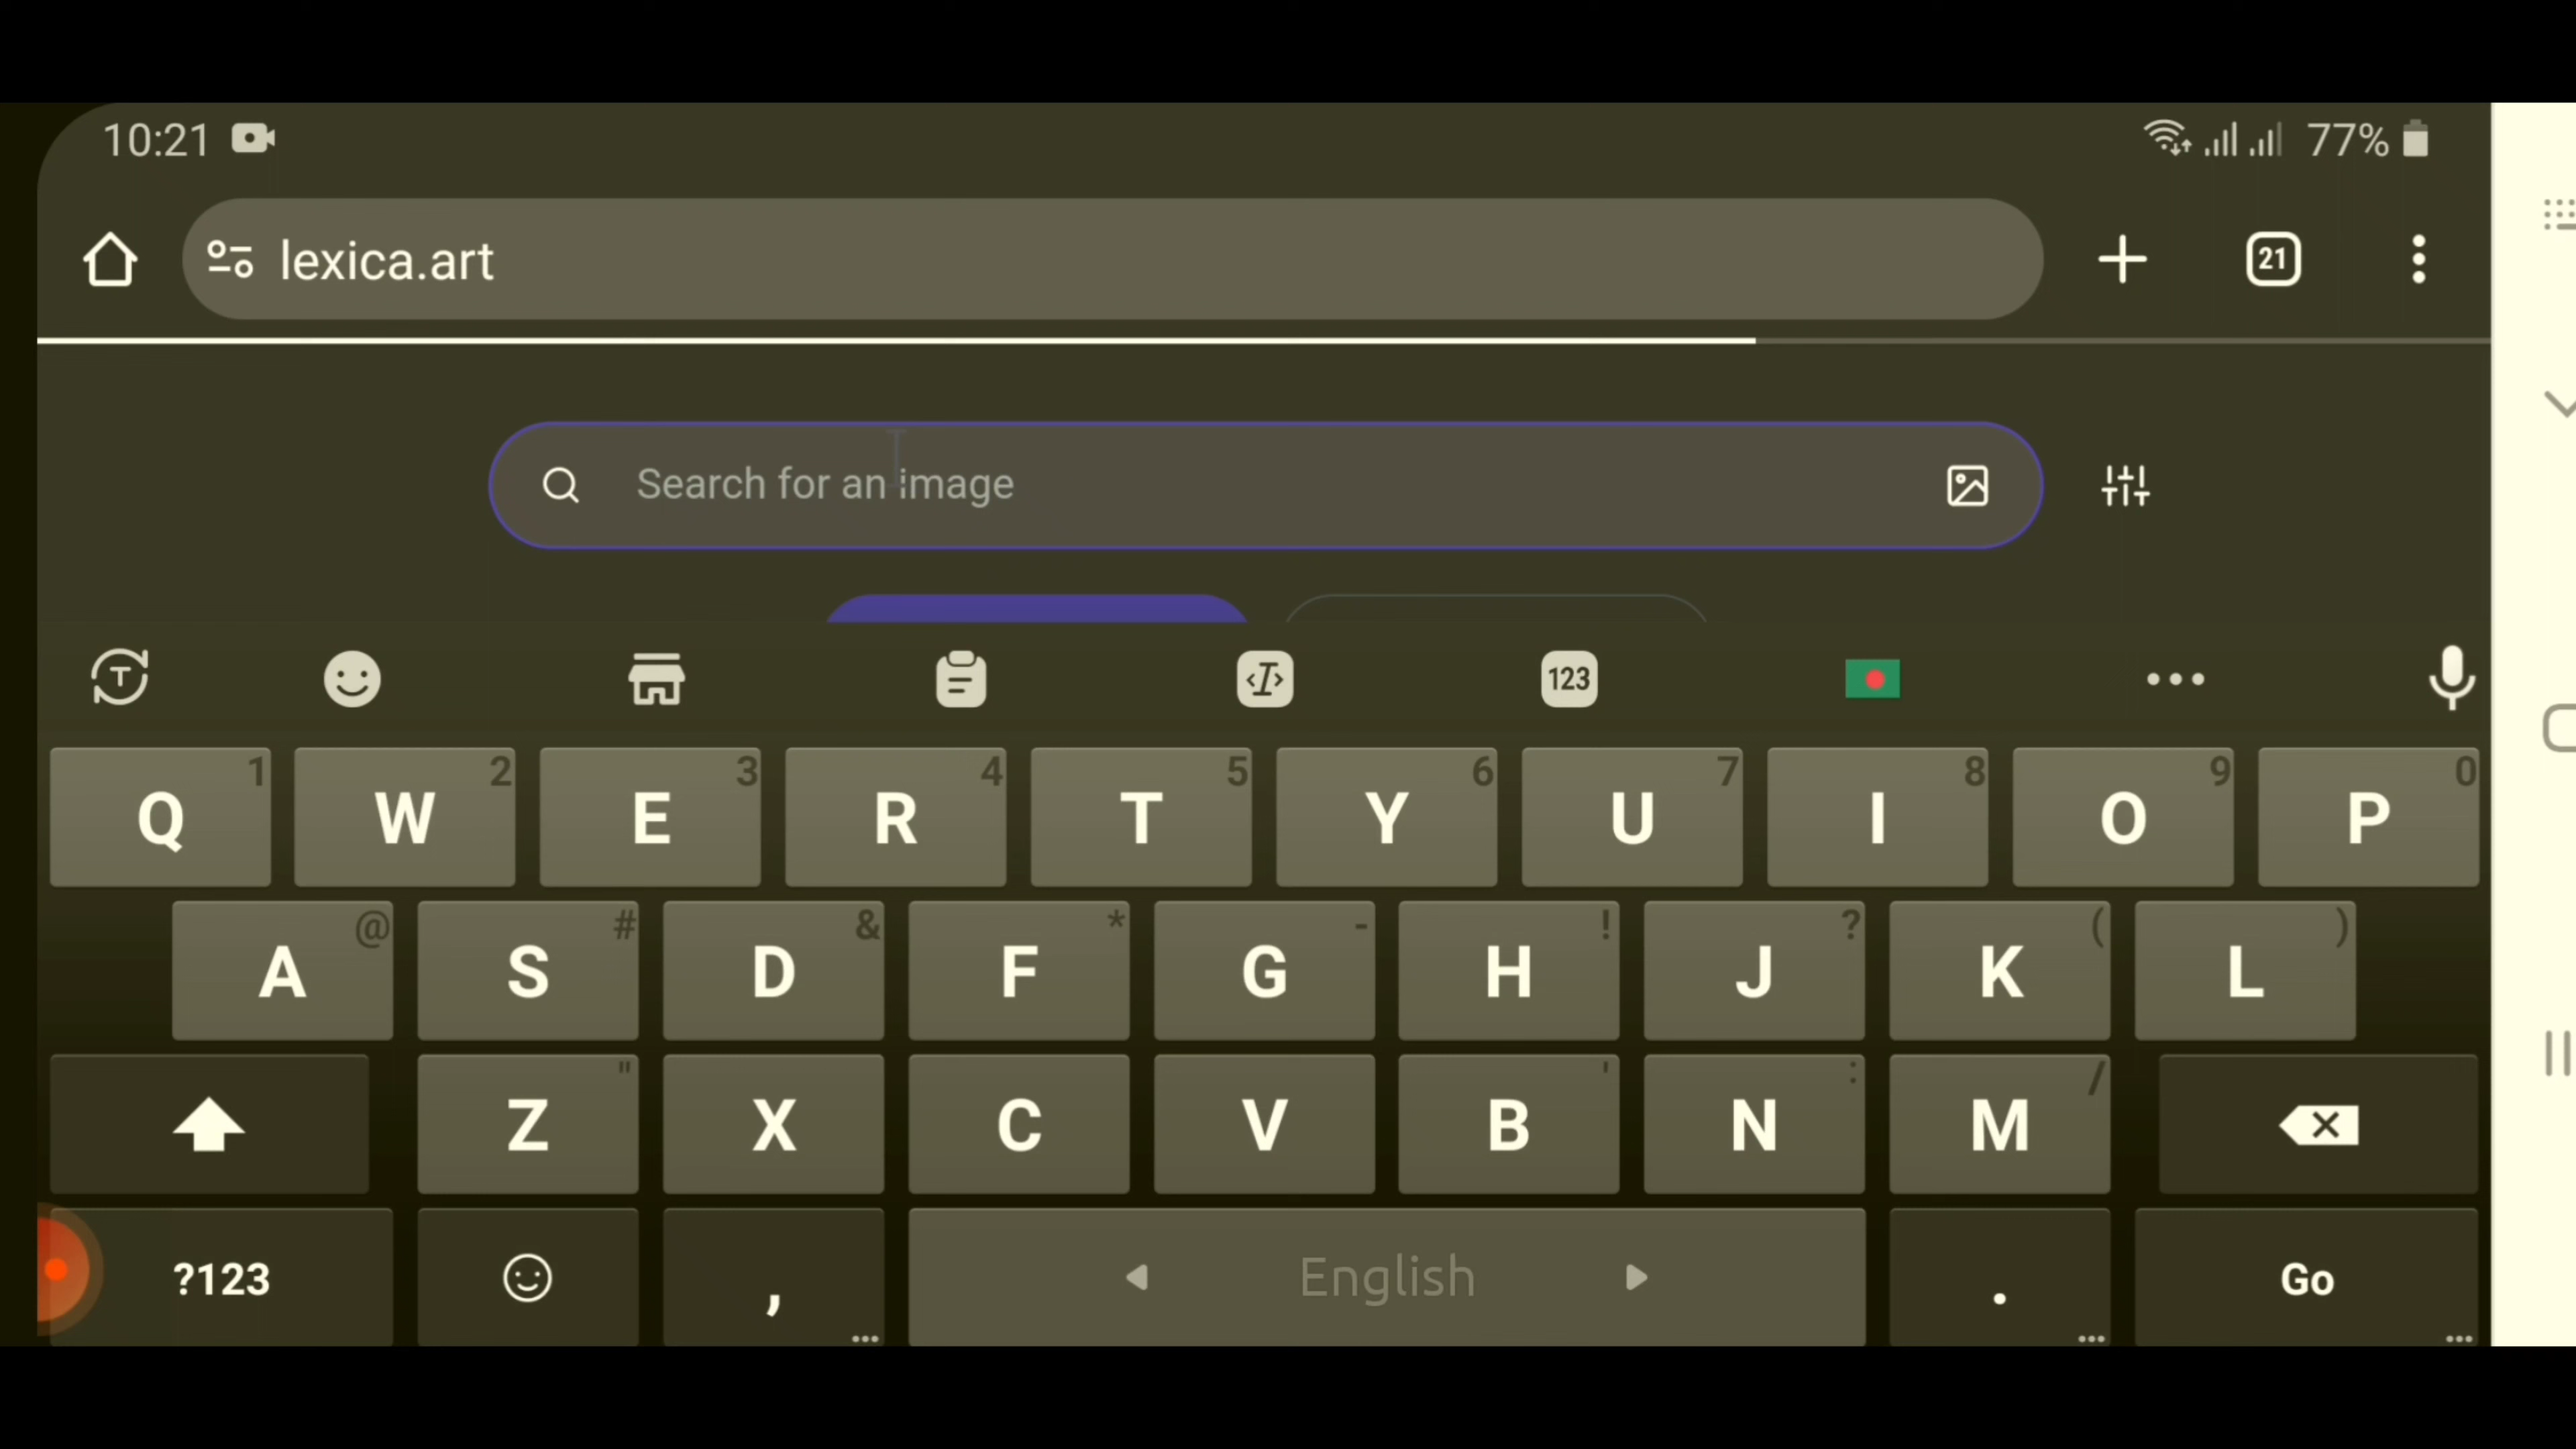 10:21 77%
lexica.art 21
Search for an image
T 123
Q 1 W 2 E 3 R 4 T 5 Y 6 U 7 I 8 O 9 P 0
A @ S # D & F * G - H ! J ? K ( L )
Z " X C V B ' N : M /
?123 , English . Go